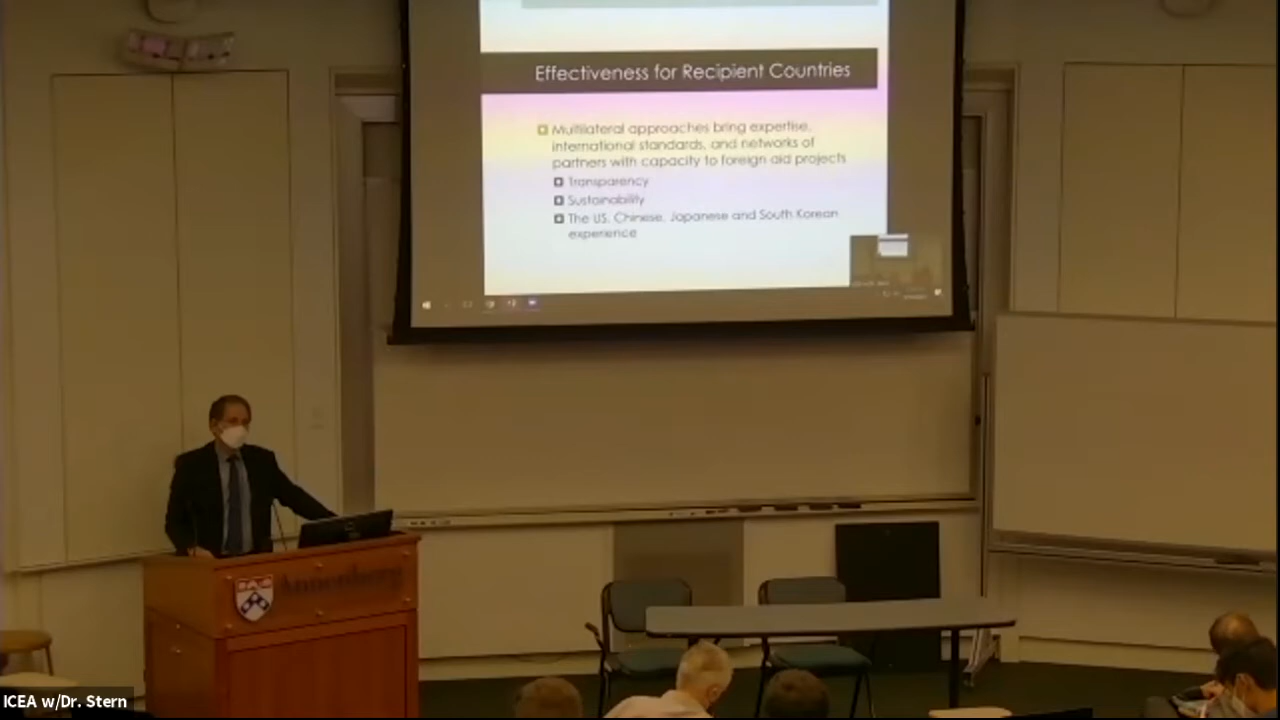 Effectiveness for Recipient Countries
Multilateral approaches bring expertise,
international standards, and networks of
partners with capacity to foreign aid projects
Transparency
Sustainability
The US, Chinese, Japanese and South Korean
experience
Annenberg
ICEA w/Dr. Stern